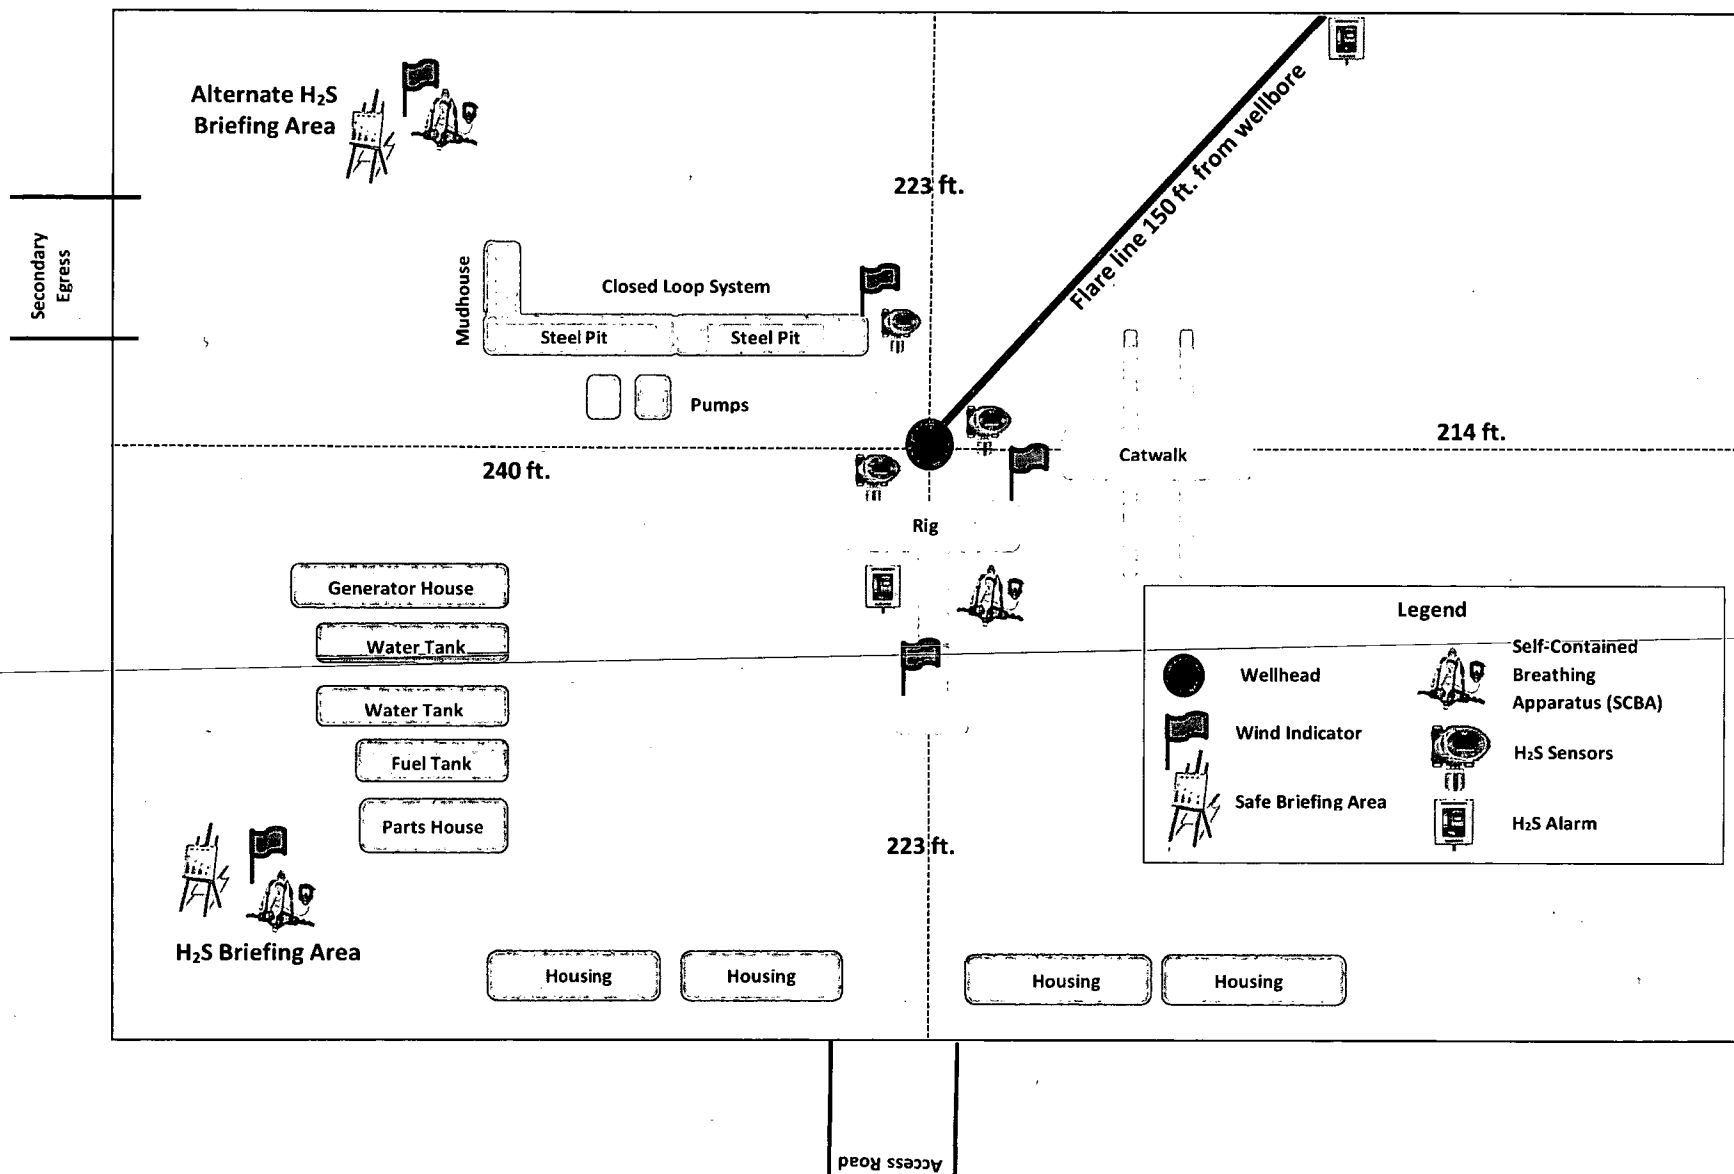 Alternate H₂S
Briefing Area
223 ft.
Flare line 150 ft. from wellbore
Secondary
Egress
Mudhouse
Closed Loop System
Steel Pit
Steel Pit
Pumps
240 ft.
214 ft.
Catwalk
Rig
Generator House
Water Tank
Water Tank
Fuel Tank
Parts House
H₂S Briefing Area
223 ft.
Legend
Wellhead
Wind Indicator
Safe Briefing Area
Self-Contained
Breathing
Apparatus (SCBA)
H₂S Sensors
H₂S Alarm
Housing
Housing
Housing
Housing
Access Road